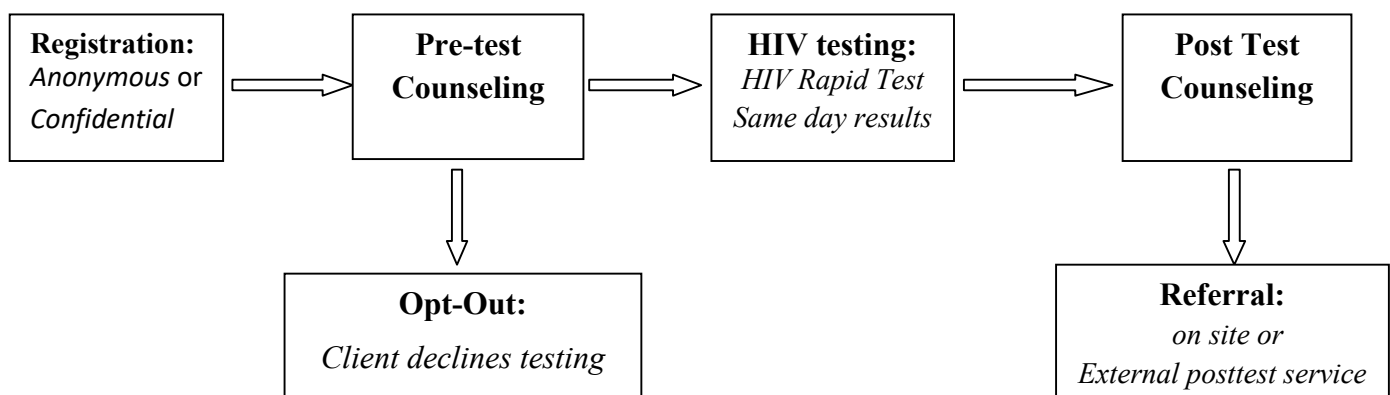 Registration:
Anonymous or
Confidential
Pre-test
Counseling
HIV testing:
HIV Rapid Test
Same day results
Post Test
Counseling
Opt-Out:
Client declines testing
Referral:
on site or
External posttest service